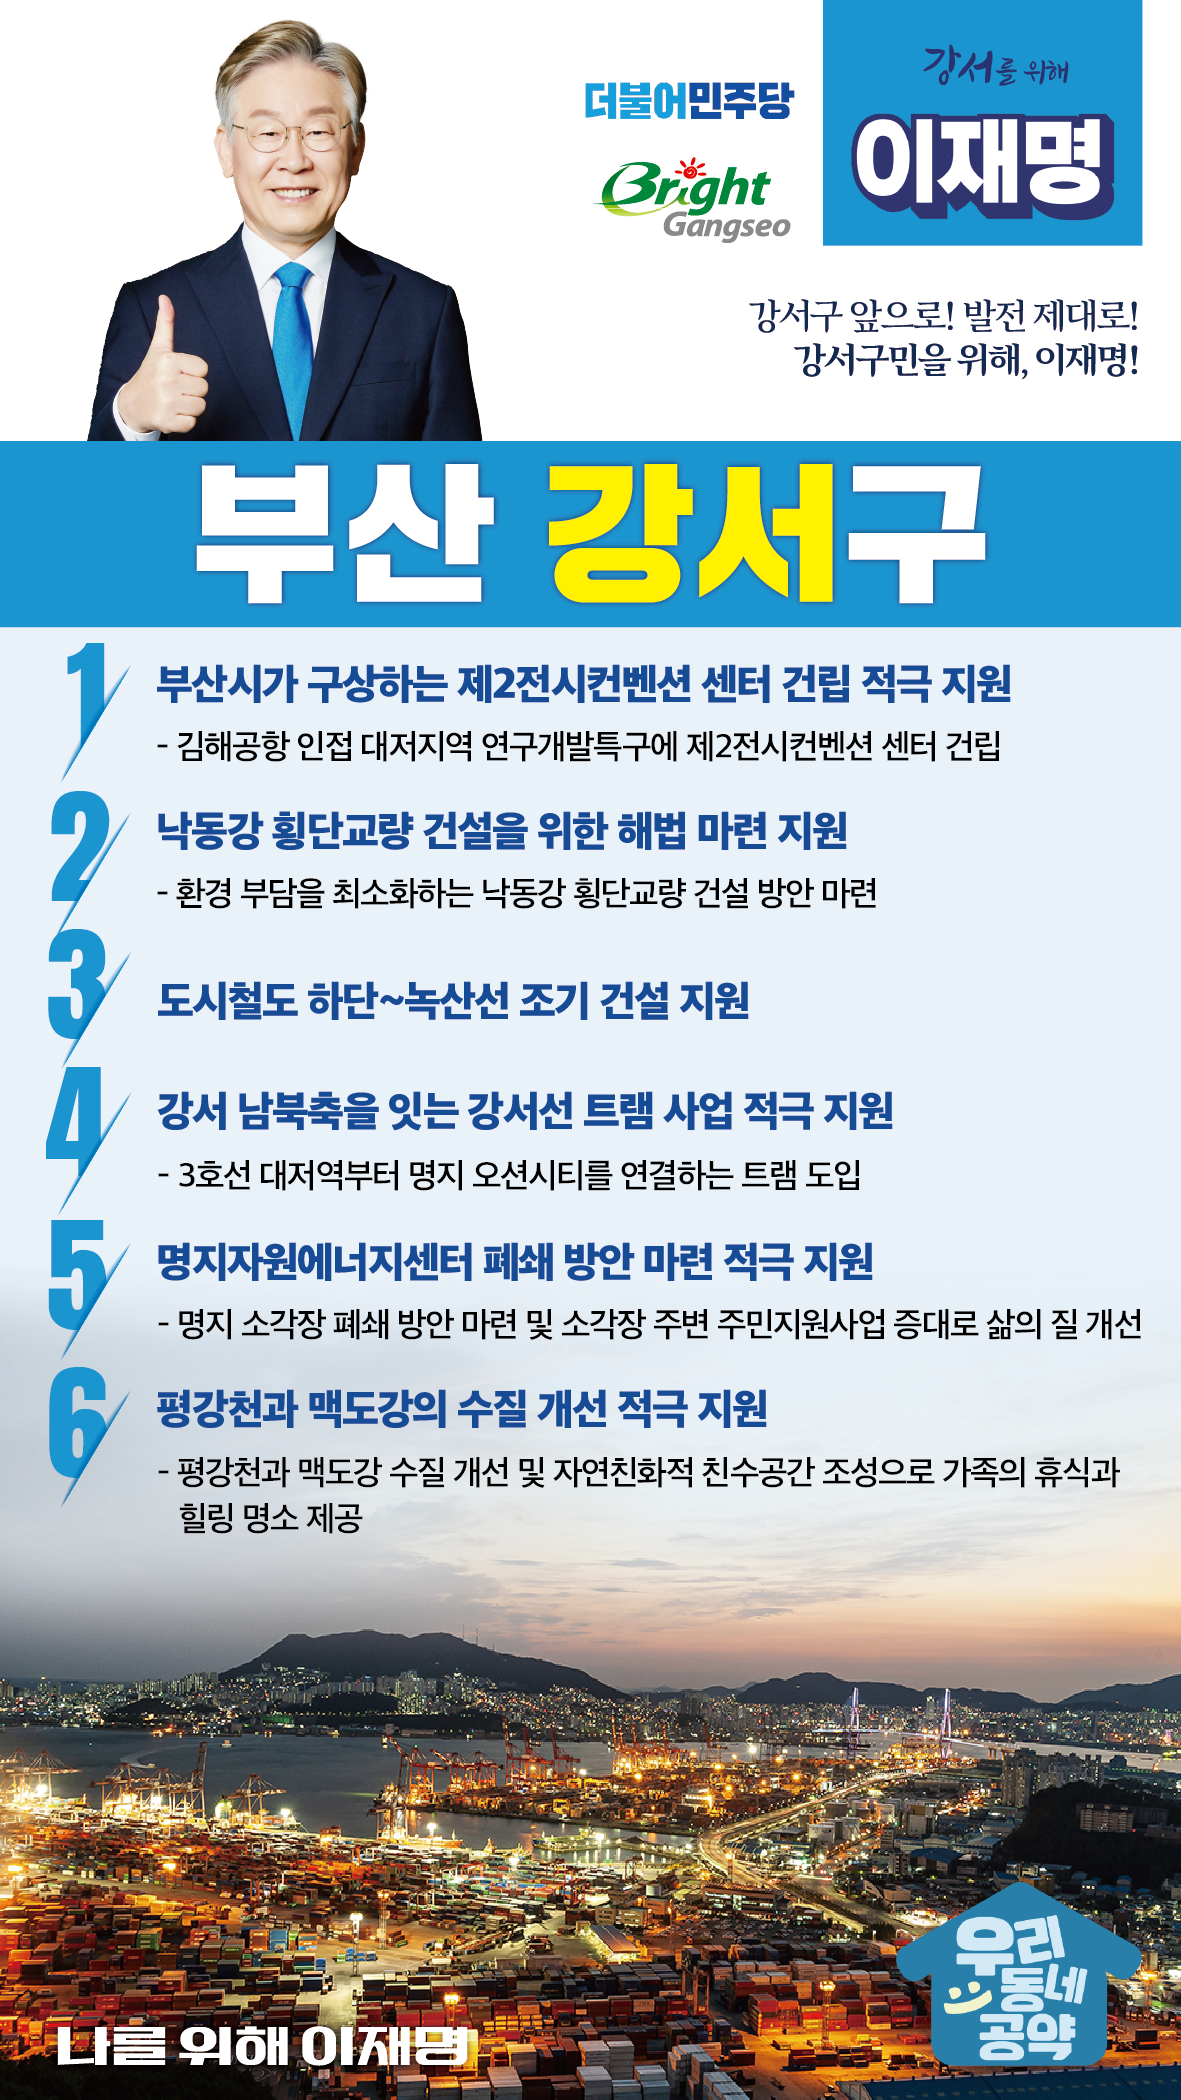 더불어민주당
Bright
Gangseo
강서를 위해
이재명
강서구 앞으로! 발전 제대로!
강서구민을 위해, 이재명!
부산 강서구
1
부산시가 구상하는 제2전시컨벤션 센터 건립 적극 지원
- 김해공항 인접 대저지역 연구개발특구에 제2전시컨벤션 센터 건립
2
낙동강 횡단교량 건설을 위한 해법 마련 지원
- 환경 부담을 최소화하는 낙동강 횡단교량 건설 방안 마련
3
도시철도 하단~녹산선 조기 건설 지원
4
강서 남북축을 잇는 강서선 트램 사업 적극 지원
- 3호선 대저역부터 명지 오션시티를 연결하는 트램 도입
5
명지자원에너지센터 폐쇄 방안 마련 적극 지원
- 명지 소각장 폐쇄 방안 마련 및 소각장 주변 주민지원사업 증대로 삶의 질 개선
6
평강천과 맥도강의 수질 개선 적극 지원
- 평강천과 맥도강 수질 개선 및 자연친화적 친수공간 조성으로 가족의 휴식과
힐링 명소 제공
나를 위해 이재명
우리
동네
공약